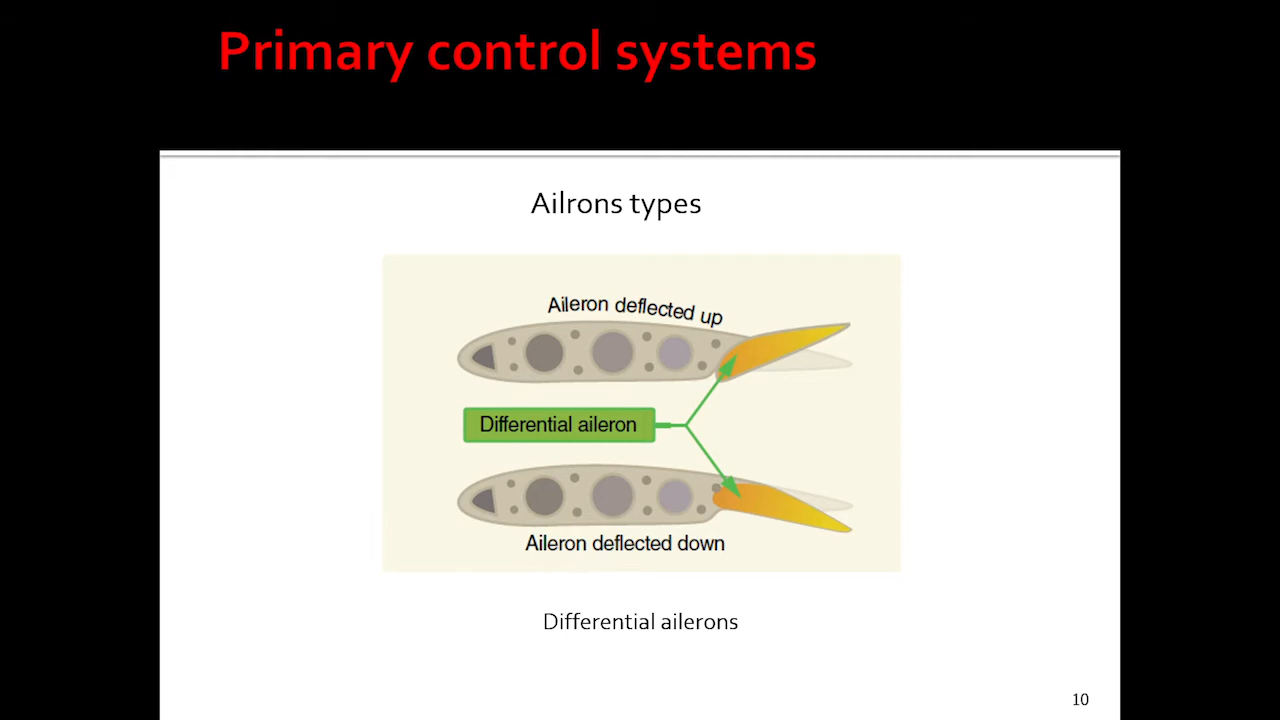 Primary control systems
Ailrons types
Aileron deflected up
Differential aileron
Aileron deflected down
Differential ailerons
10